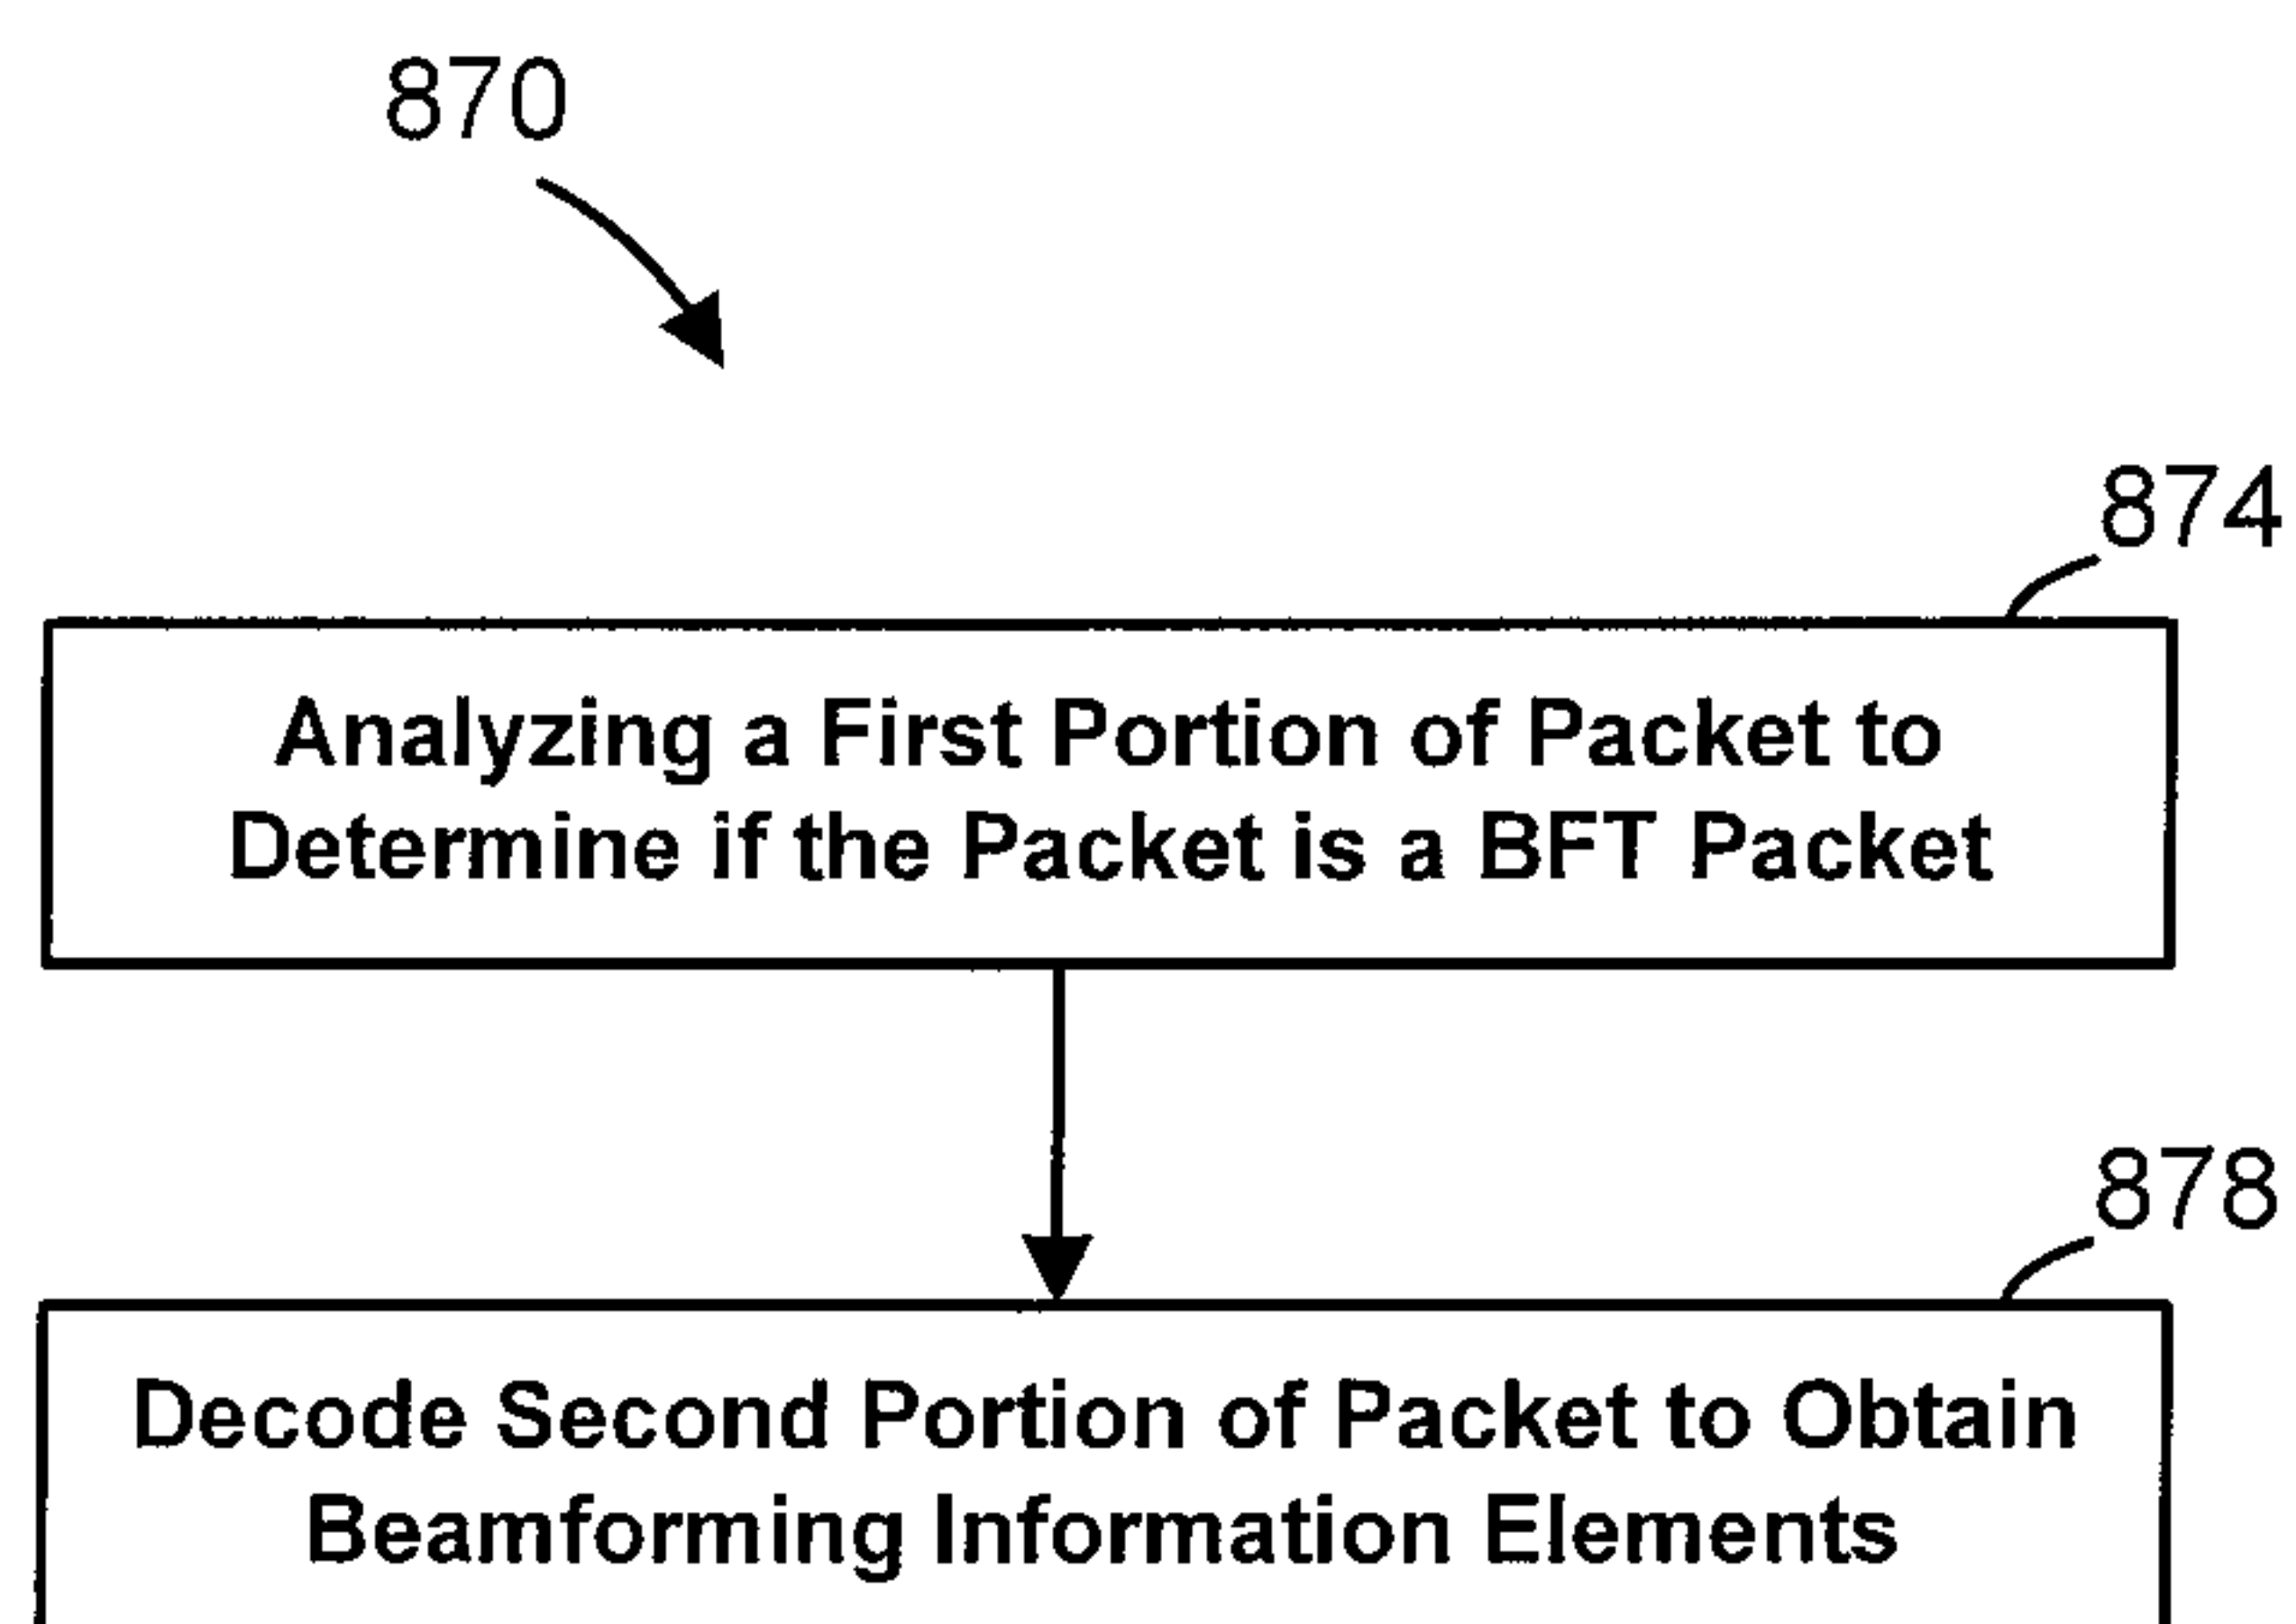 870
874
Analyzing a First Portion of Packet to
Determine if the Packet is a BFT Packet
878
Decode Second Portion of Packet to Obtain
Beamforming Information Elements